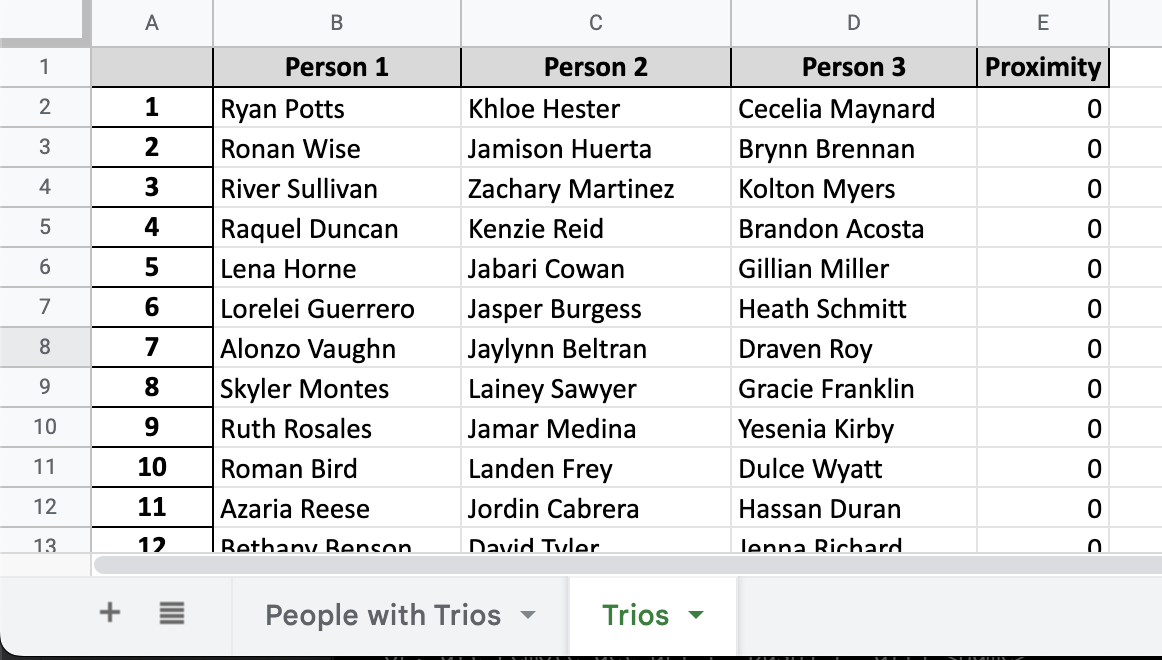 A B C D E
1 Person 1 Person 2 Person 3 Proximity
2 1 Ryan Potts Khloe Hester Cecelia Maynard 0
3 2 Ronan Wise Jamison Huerta Brynn Brennan 0
4 3 River Sullivan Zachary Martinez Kolton Myers 0
5 4 Raquel Duncan Kenzie Reid Brandon Acosta 0
6 5 Lena Horne Jabari Cowan Gillian Miller 0
7 6 Lorelei Guerrero Jasper Burgess Heath Schmitt 0
8 7 Alonzo Vaughn Jaylynn Beltran Draven Roy 0
9 8 Skyler Montes Lainey Sawyer Gracie Franklin 0
10 9 Ruth Rosales Jamar Medina Yesenia Kirby 0
11 10 Roman Bird Landen Frey Dulce Wyatt 0
12 11 Azaria Reese Jordin Cabrera Hassan Duran 0
13 12 Bethany Benson David Tyler Jenna Richard 0
+ People with Trios Trios